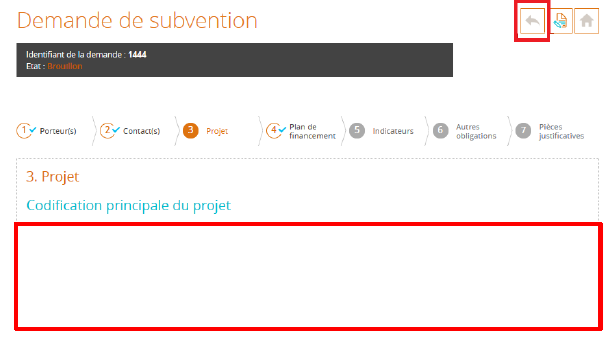 Demande de subvention
Identifiant de la demande : 1444
Etat : Brouillon
1 Porteur(s) 2 Contact(s) 3 Projet 4 Plan de financement 5 Indicateurs 6 Autres obligations 7 Pièces justificatives
3. Projet
Codification principale du projet